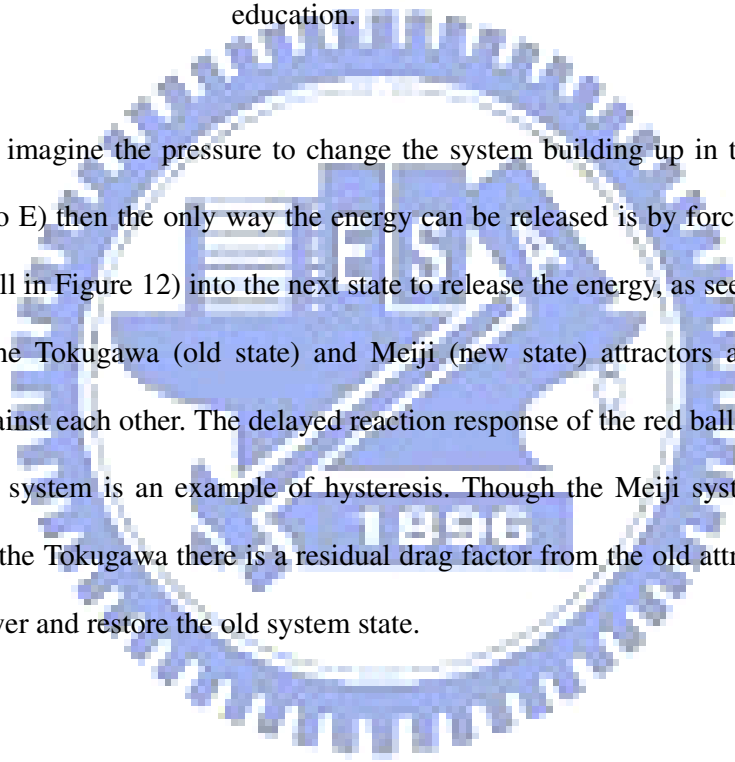 education.
imagine the pressure to change the system building up in t
o E) then the only way the energy can be released is by forc
ll in Figure 12) into the next state to release the energy, as see
he Tokugawa (old state) and Meiji (new state) attractors a
ainst each other. The delayed reaction response of the red ball
system is an example of hysteresis. Though the Meiji syst
the Tokugawa there is a residual drag factor from the old attr
ver and restore the old system state.
ESA
1996